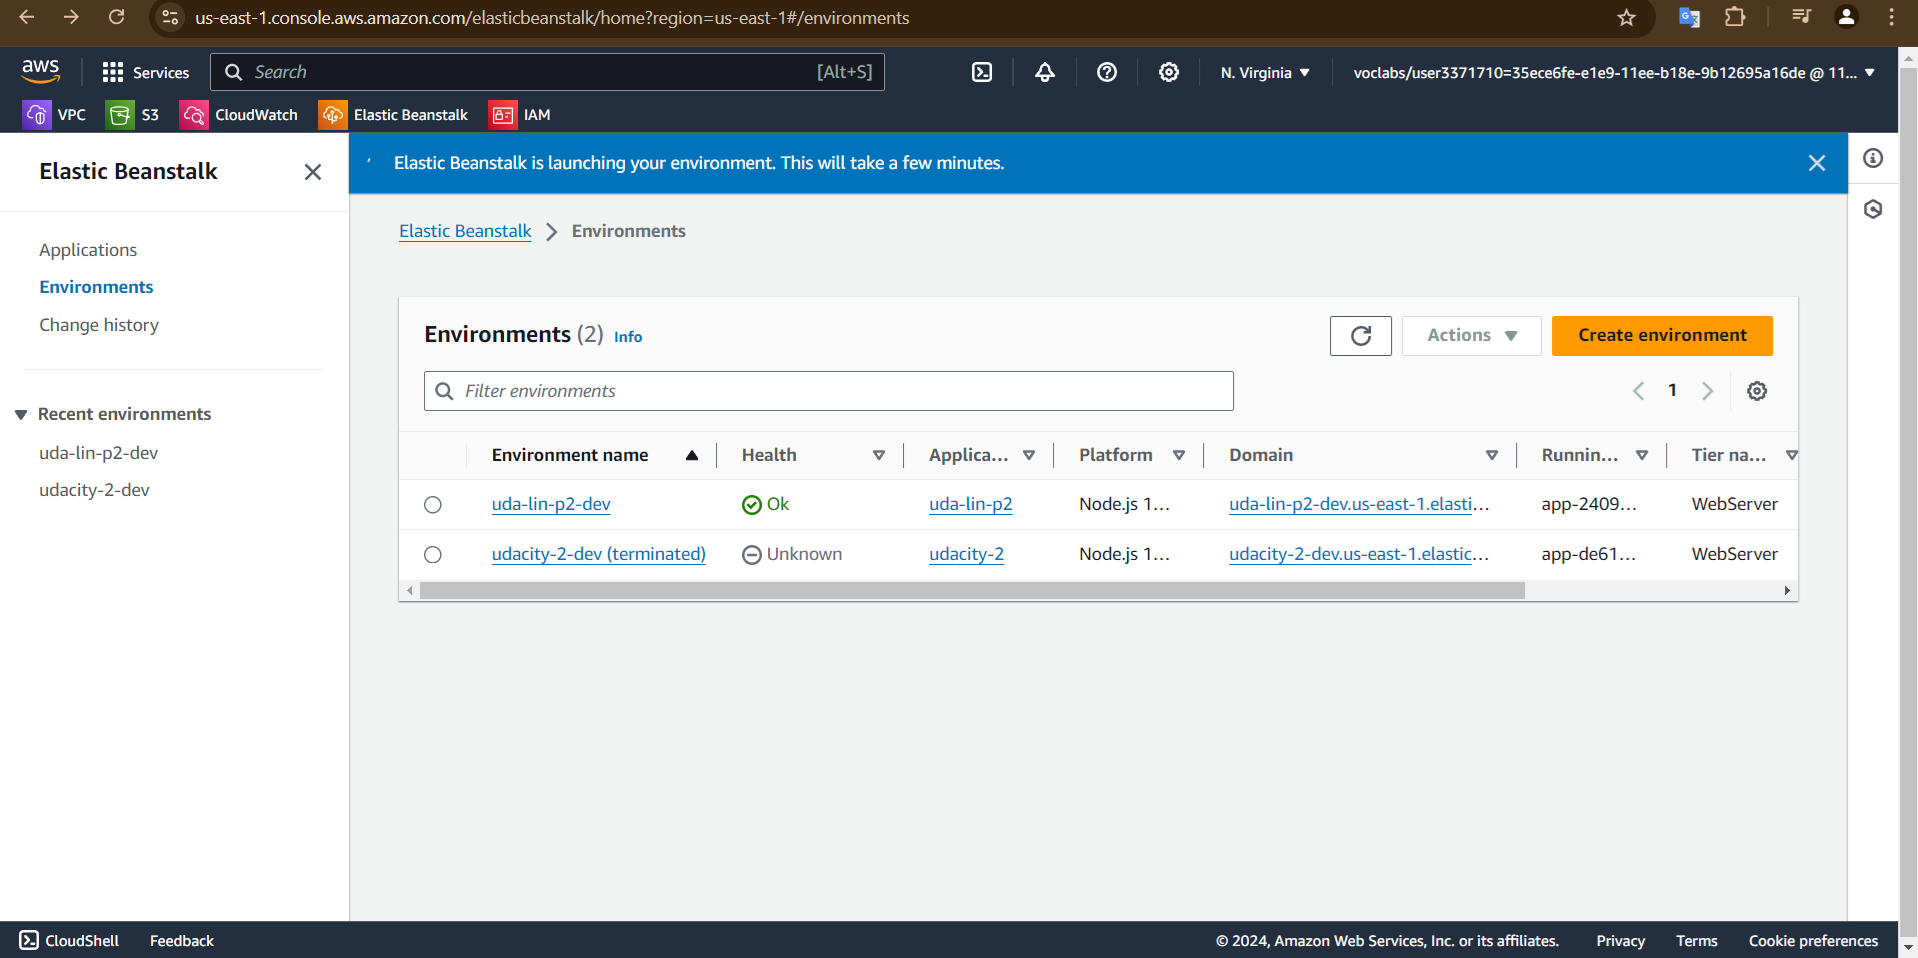 us-east-1.console.aws.amazon.com/elasticbeanstalk/home?region=us-east-1#/environments
aws Services Search [Alt+S] N. Virginia voclabs/user3371710=35ece6fe-e1e9-11ee-b18e-9b12695a16de @ 11...
VPC S3 CloudWatch Elastic Beanstalk IAM
Elastic Beanstalk
Applications
Environments
Change history
Recent environments
uda-lin-p2-dev
udacity-2-dev
Elastic Beanstalk is launching your environment. This will take a few minutes.
Elastic Beanstalk Environments
Environments (2) Info Actions Create environment
Filter environments 1
Environment name Health Applica... Platform Domain Runnin... Tier na...
uda-lin-p2-dev Ok uda-lin-p2 Node.js 1... uda-lin-p2-dev.us-east-1.elasti... app-2409... WebServer
udacity-2-dev (terminated) Unknown udacity-2 Node.js 1... udacity-2-dev.us-east-1.elastic... app-de61... WebServer
CloudShell Feedback © 2024, Amazon Web Services, Inc. or its affiliates. Privacy Terms Cookie preferences